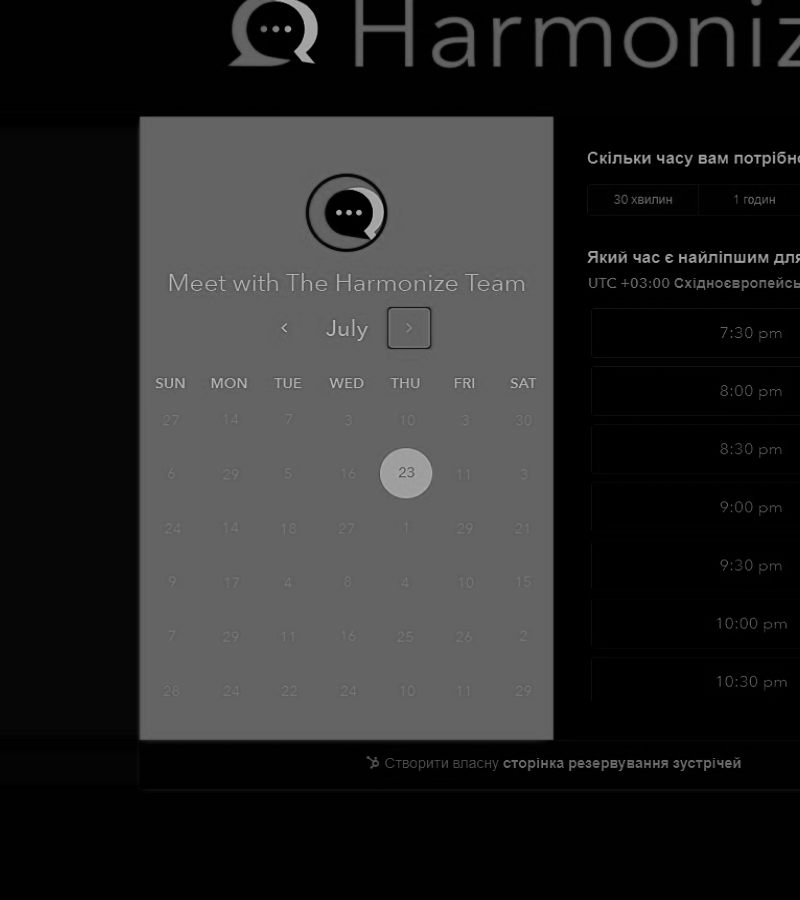 Harmoniz
Meet with The Harmonize Team
July
SUN MON TUE WED THU FRI SAT
27 14 7 3 10 3 30
6 29 5 16 23 11 3
24 14 18 27 1 29 21
9 17 4 8 4 10 15
7 29 11 16 25 26 2
28 24 22 24 10 11 29
Скільки часу вам потрібно
30 хвилин 1 годин
Який час є найліпшим для
UTC +03:00 Східноєвропейсь
7:30 pm
8:00 pm
8:30 pm
9:00 pm
9:30 pm
10:00 pm
10:30 pm
Створити власну сторінка резервування зустрічей